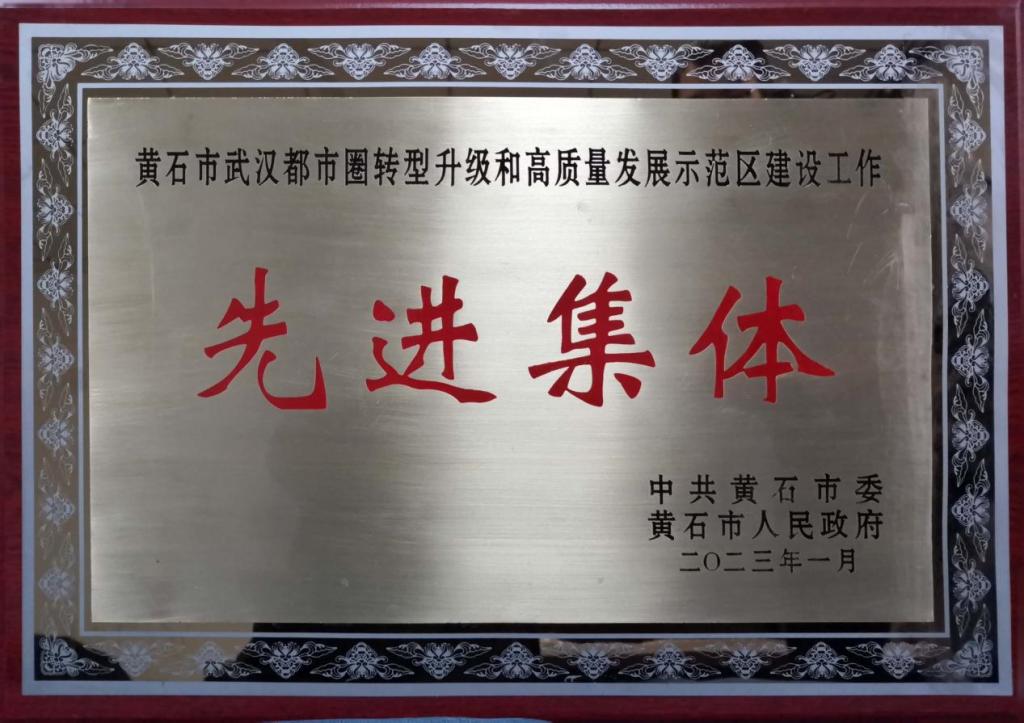 黄石市武汉都市圈转型升级和高质量发展示范区建设工作
先进集体
中共黄石市委
黄石市人民政府
二〇二三年一月